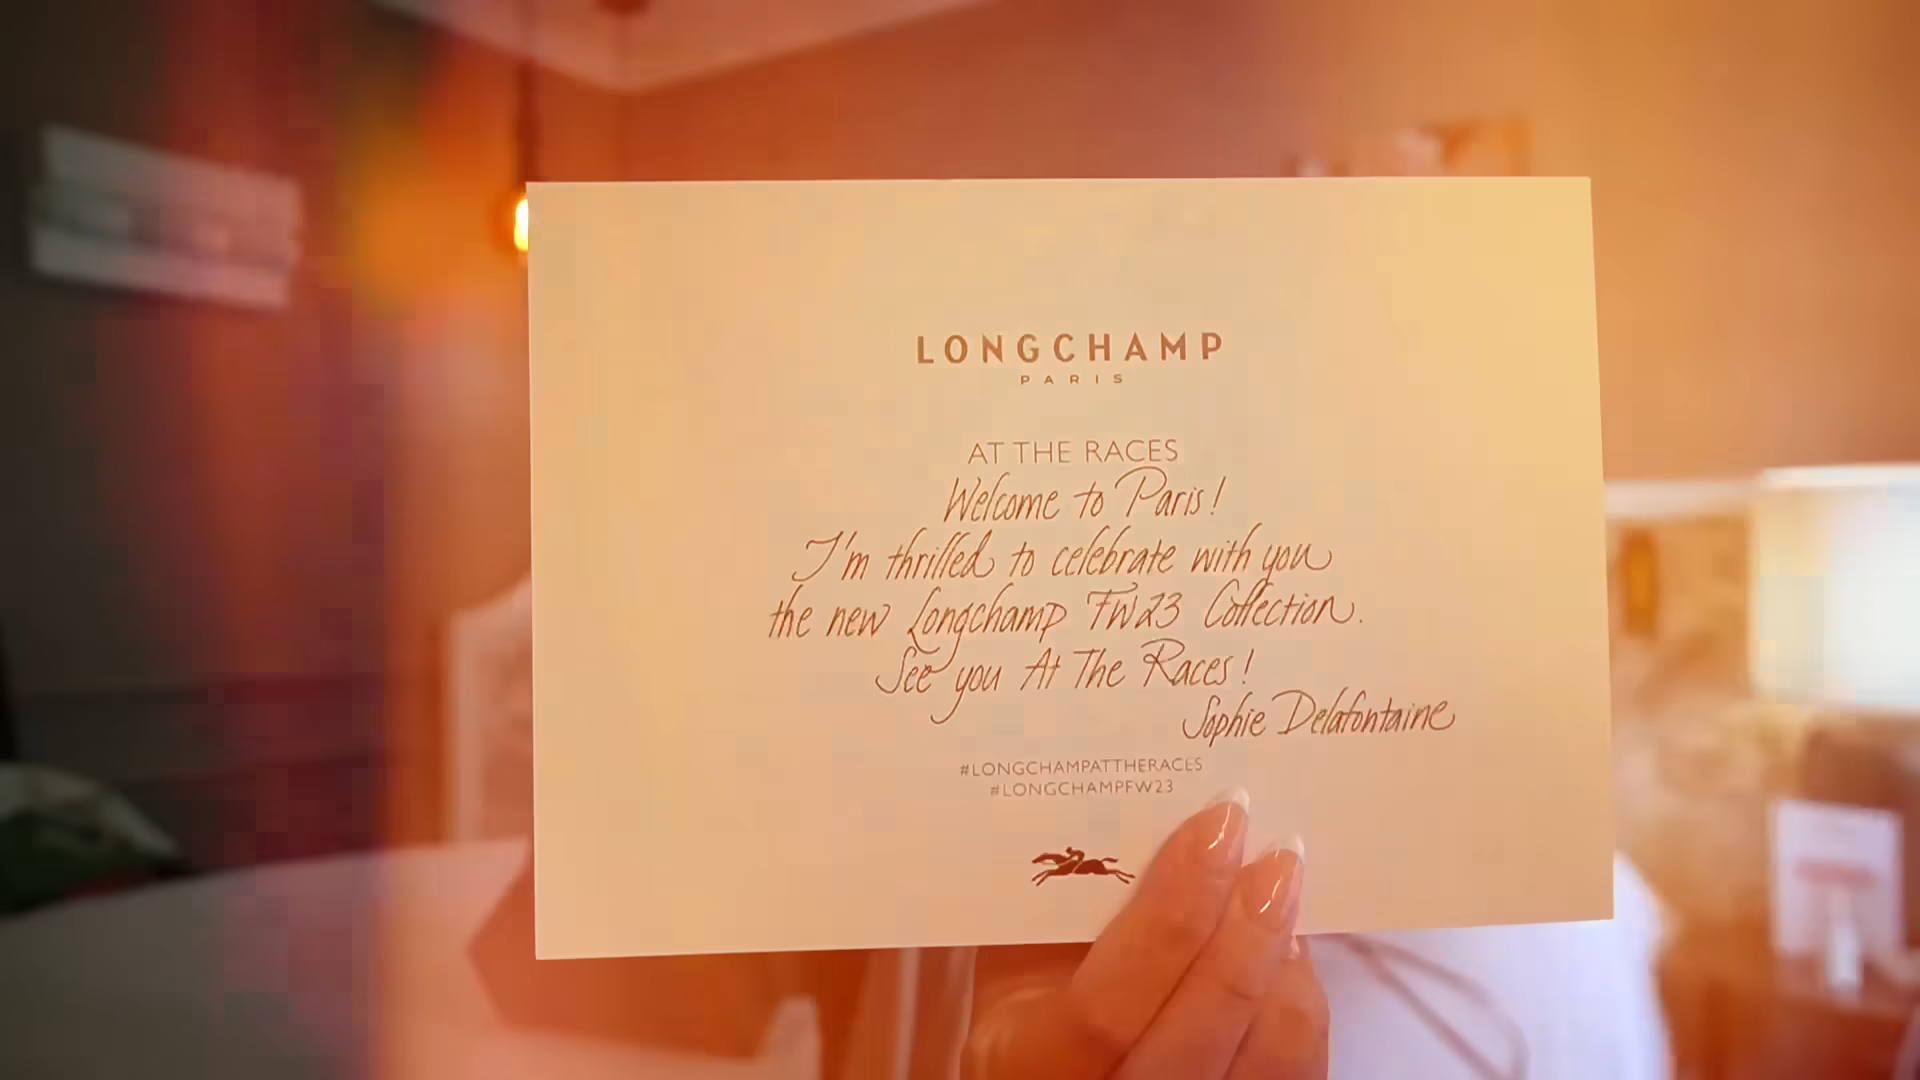 LONGCHAMP
PARIS
AT THE RACES
Welcome to Paris!
I'm thrilled to celebrate with you
the new Longchamp FW23 Collection.
See you At The Races!
Sophie Delafontaine
#LONGCHAMPATTHERACES
#LONGCHAMPFW23